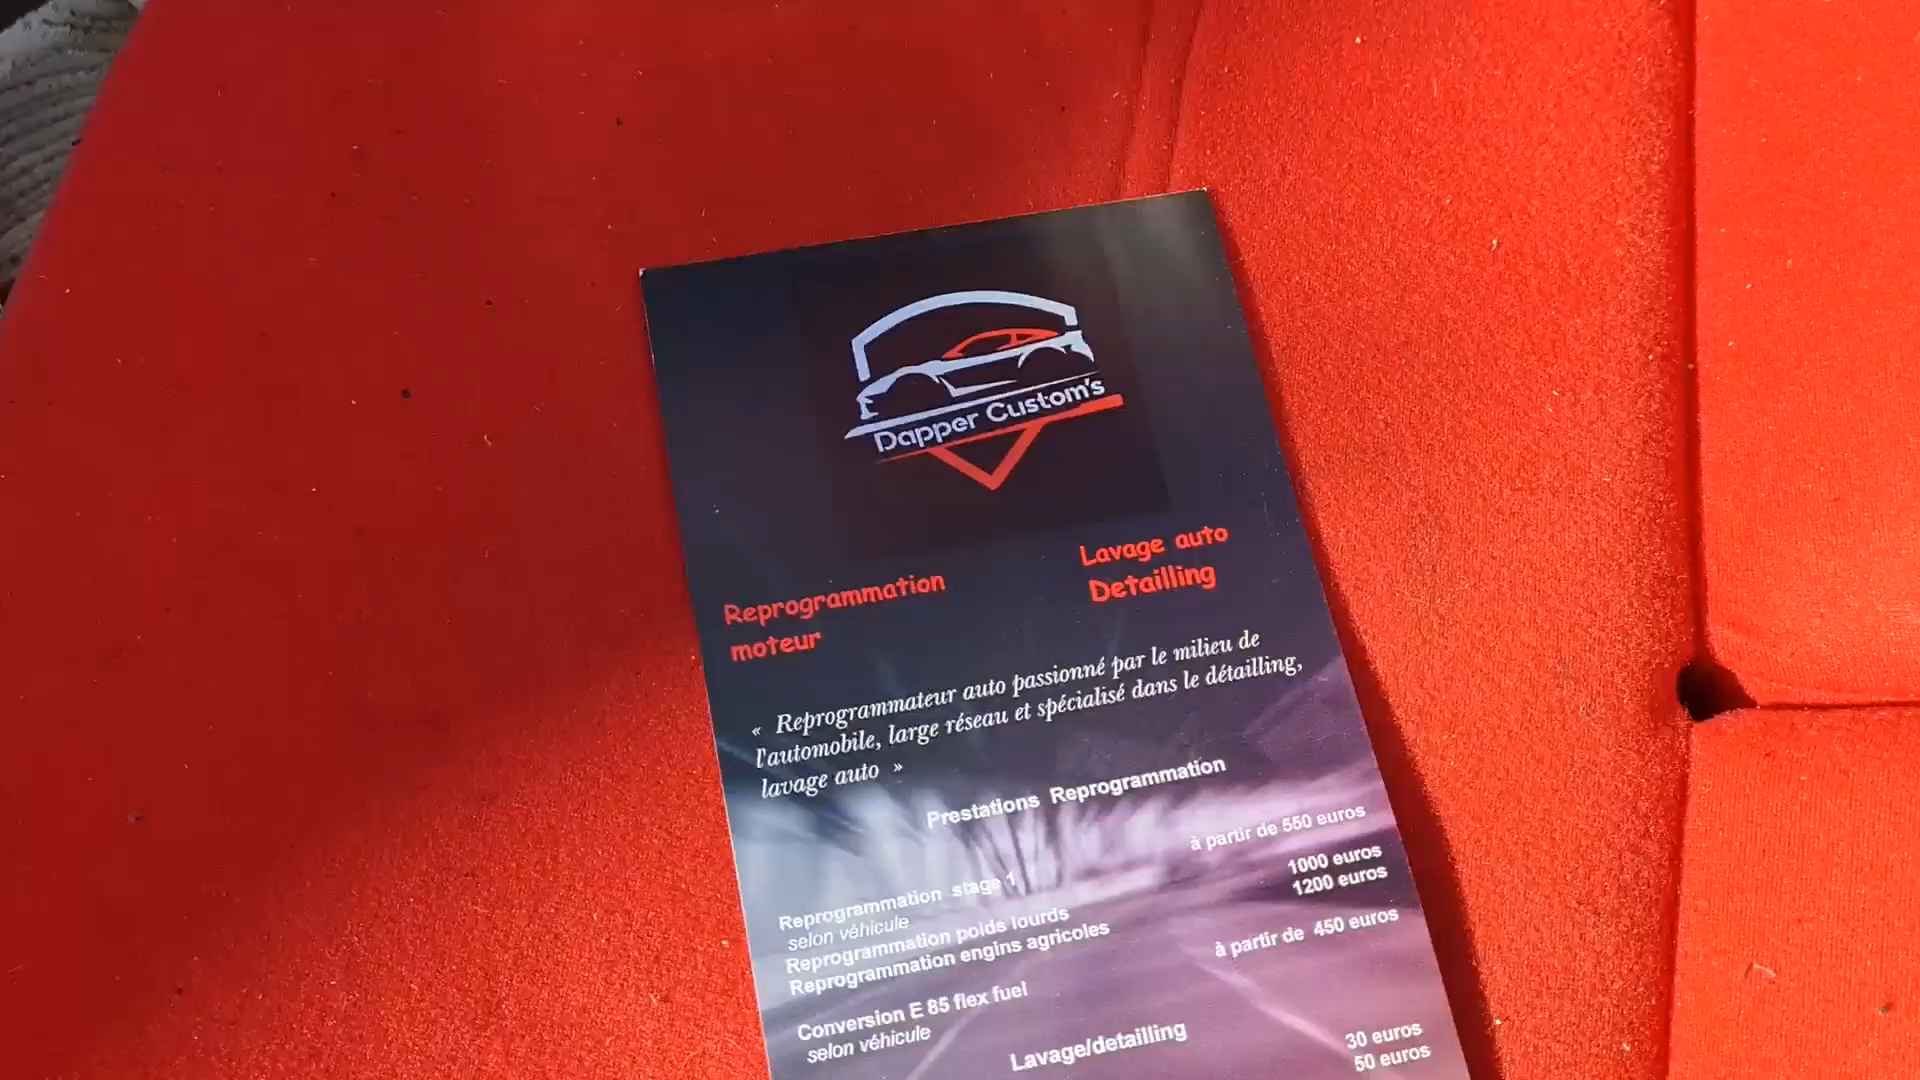 Dapper Custom's
Reprogrammation
moteur
Lavage auto
Detailling
« Reprogrammateur auto passionné par le milieu de
l'automobile, large réseau et spécialisé dans le détailling,
lavage auto »
Prestations Reprogrammation
Reprogrammation stage 1 à partir de 550 euros
selon véhicule
Reprogrammation poids lourds 1000 euros
Reprogrammation engins agricoles 1200 euros
Conversion E 85 flex fuel à partir de 450 euros
selon véhicule
Lavage/detailling
30 euros
50 euros